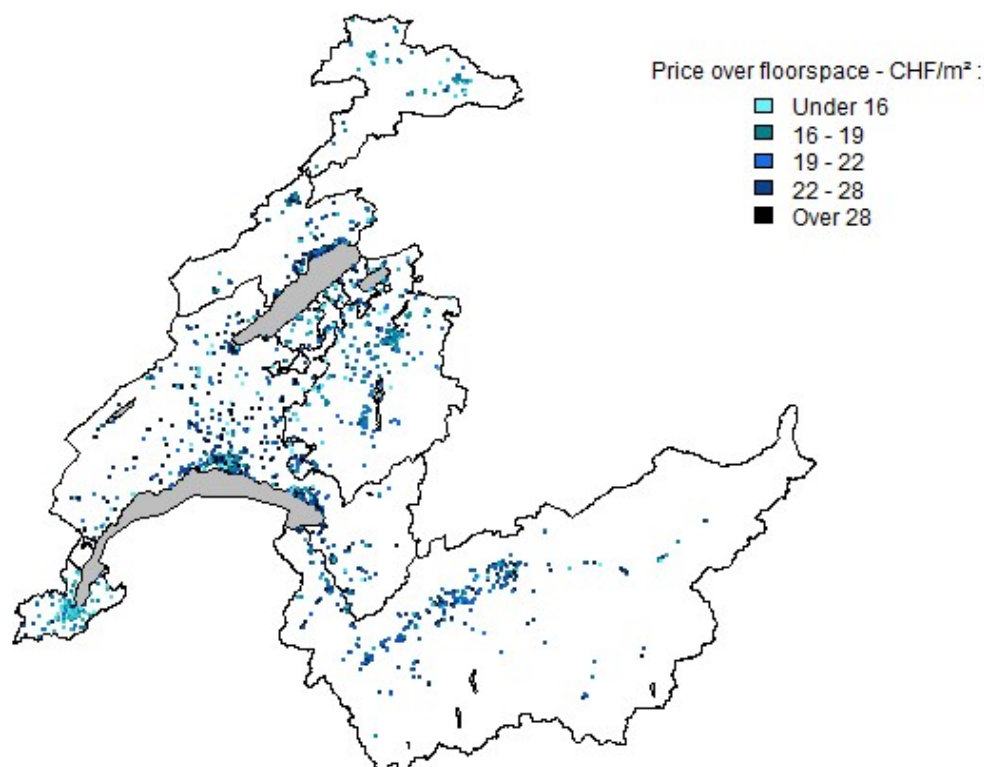 Price over floorspace - CHF/m² :
Under 16
16 - 19
19 - 22
22 - 28
Over 28